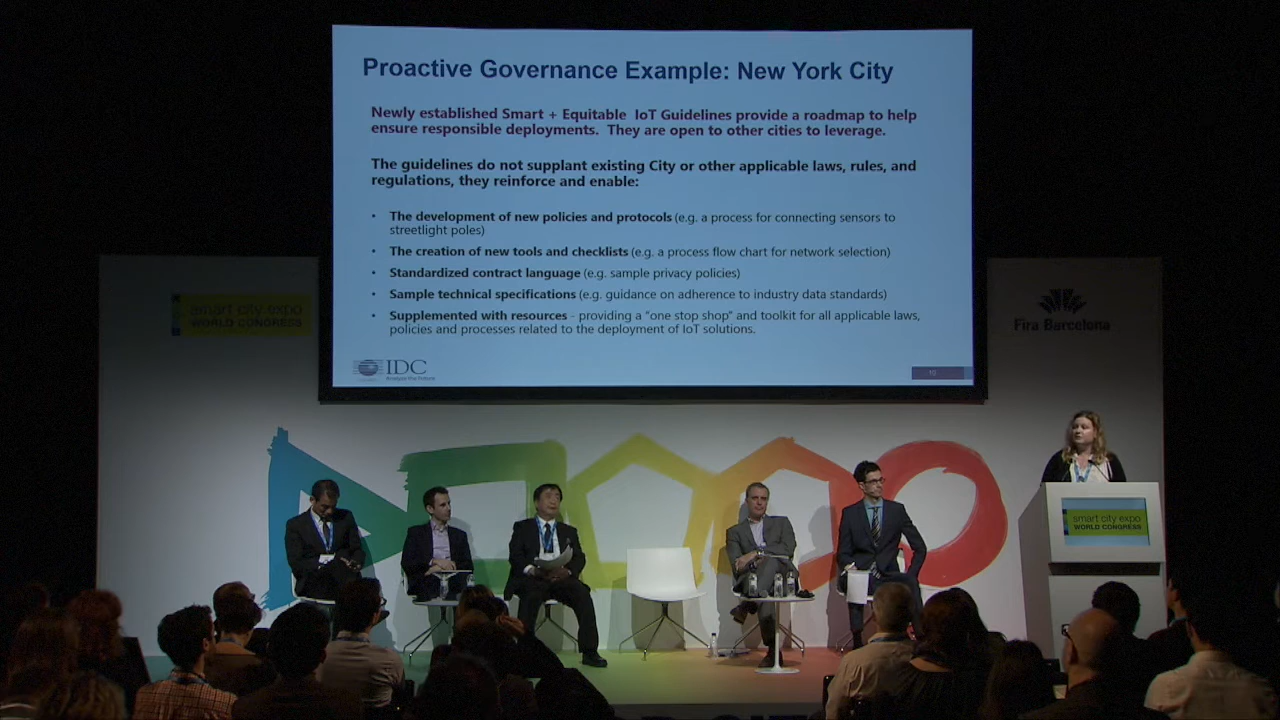 Proactive Governance Example: New York City
Newly established Smart + Equitable IoT Guidelines provide a roadmap to help
ensure responsible deployments. They are open to other cities to leverage.
The guidelines do not supplant existing City or other applicable laws, rules, and
regulations, they reinforce and enable:
• The development of new policies and protocols (e.g. a process for connecting sensors to
streetlight poles)
• The creation of new tools and checklists (e.g. a process flow chart for network selection)
• Standardized contract language (e.g. sample privacy policies)
• Sample technical specifications (e.g. guidance on adherence to industry data standards)
• Supplemented with resources - providing a "one stop shop" and toolkit for all applicable laws,
policies and processes related to the deployment of IoT solutions.
IDC
Analyze the Future
10
smart city expo
WORLD CONGRESS
Fira Barcelona
smart city expo
WORLD CONGRESS